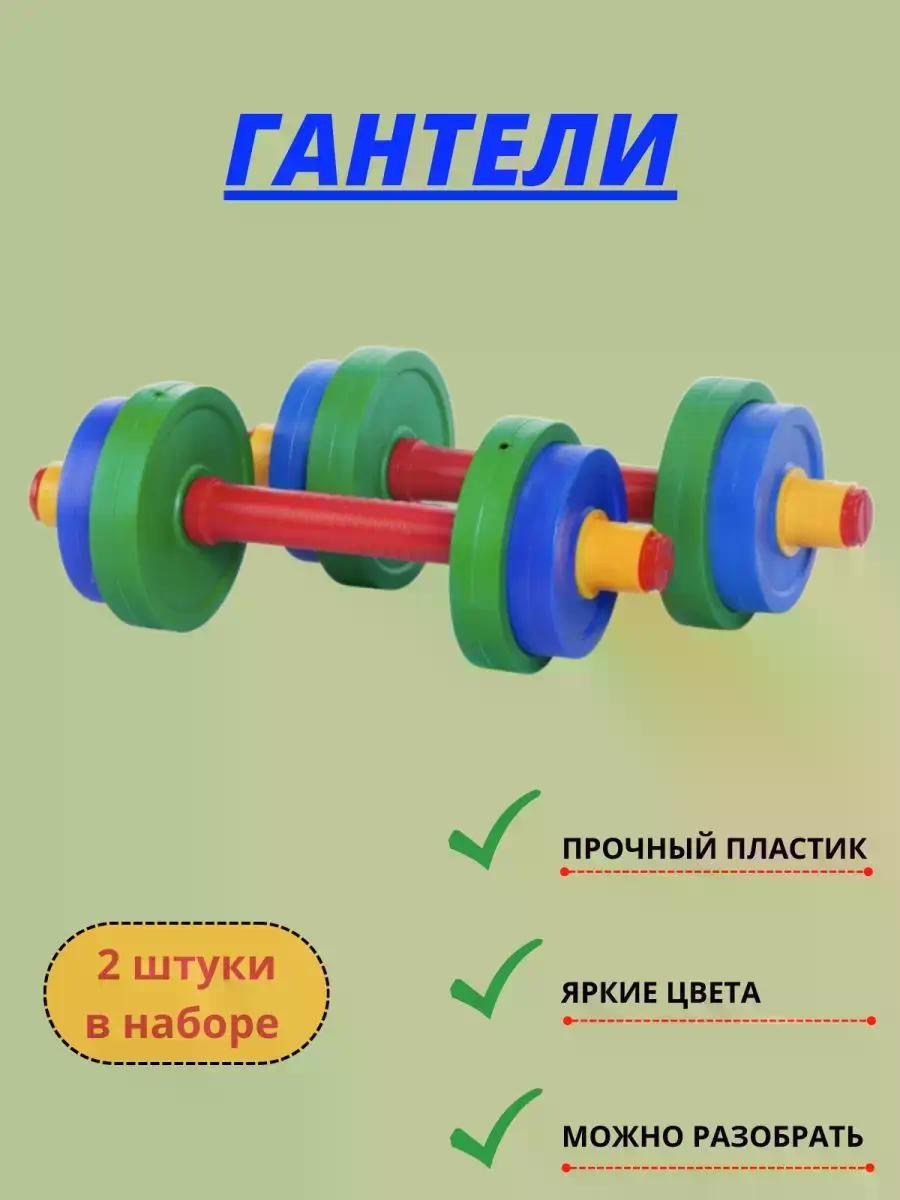 ГАНТЕЛИ
ПРОЧНЫЙ ПЛАСТИК
2 штуки
в наборе
ЯРКИЕ ЦВЕТА
МОЖНО РАЗОБРАТЬ